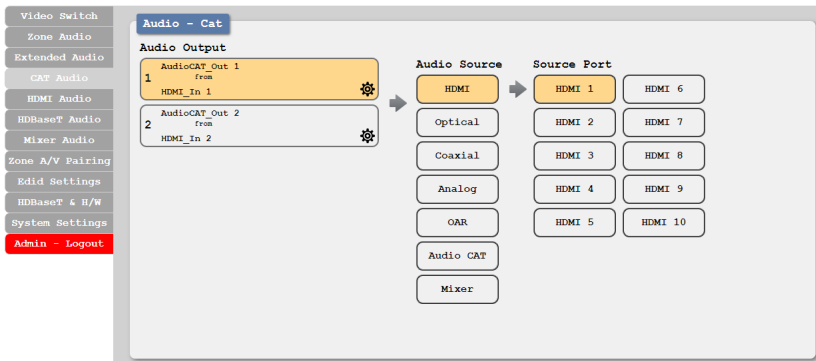 Video Switch
Zone Audio
Extended Audio
CAT Audio
HDMI Audio
HDBaseT Audio
Mixer Audio
Zone A/V Pairing
Edid Settings
HDBaseT & H/W
System Settings
Admin - Logout
Audio - Cat
Audio Output
1
AudioCAT_Out 1
from
HDMI_In 1
2
AudioCAT_Out 2
from
HDMI_In 2
Audio Source
HDMI
Optical
Coaxial
Analog
OAR
Audio CAT
Mixer
Source Port
HDMI 1
HDMI 2
HDMI 3
HDMI 4
HDMI 5
HDMI 6
HDMI 7
HDMI 8
HDMI 9
HDMI 10